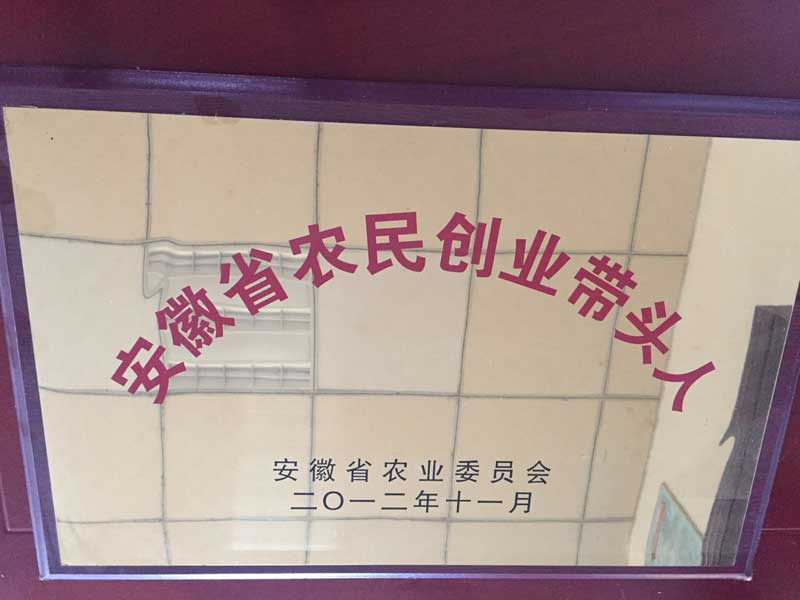 安徽省农民创业带头人
安徽省农业委员会
二〇一二年十一月